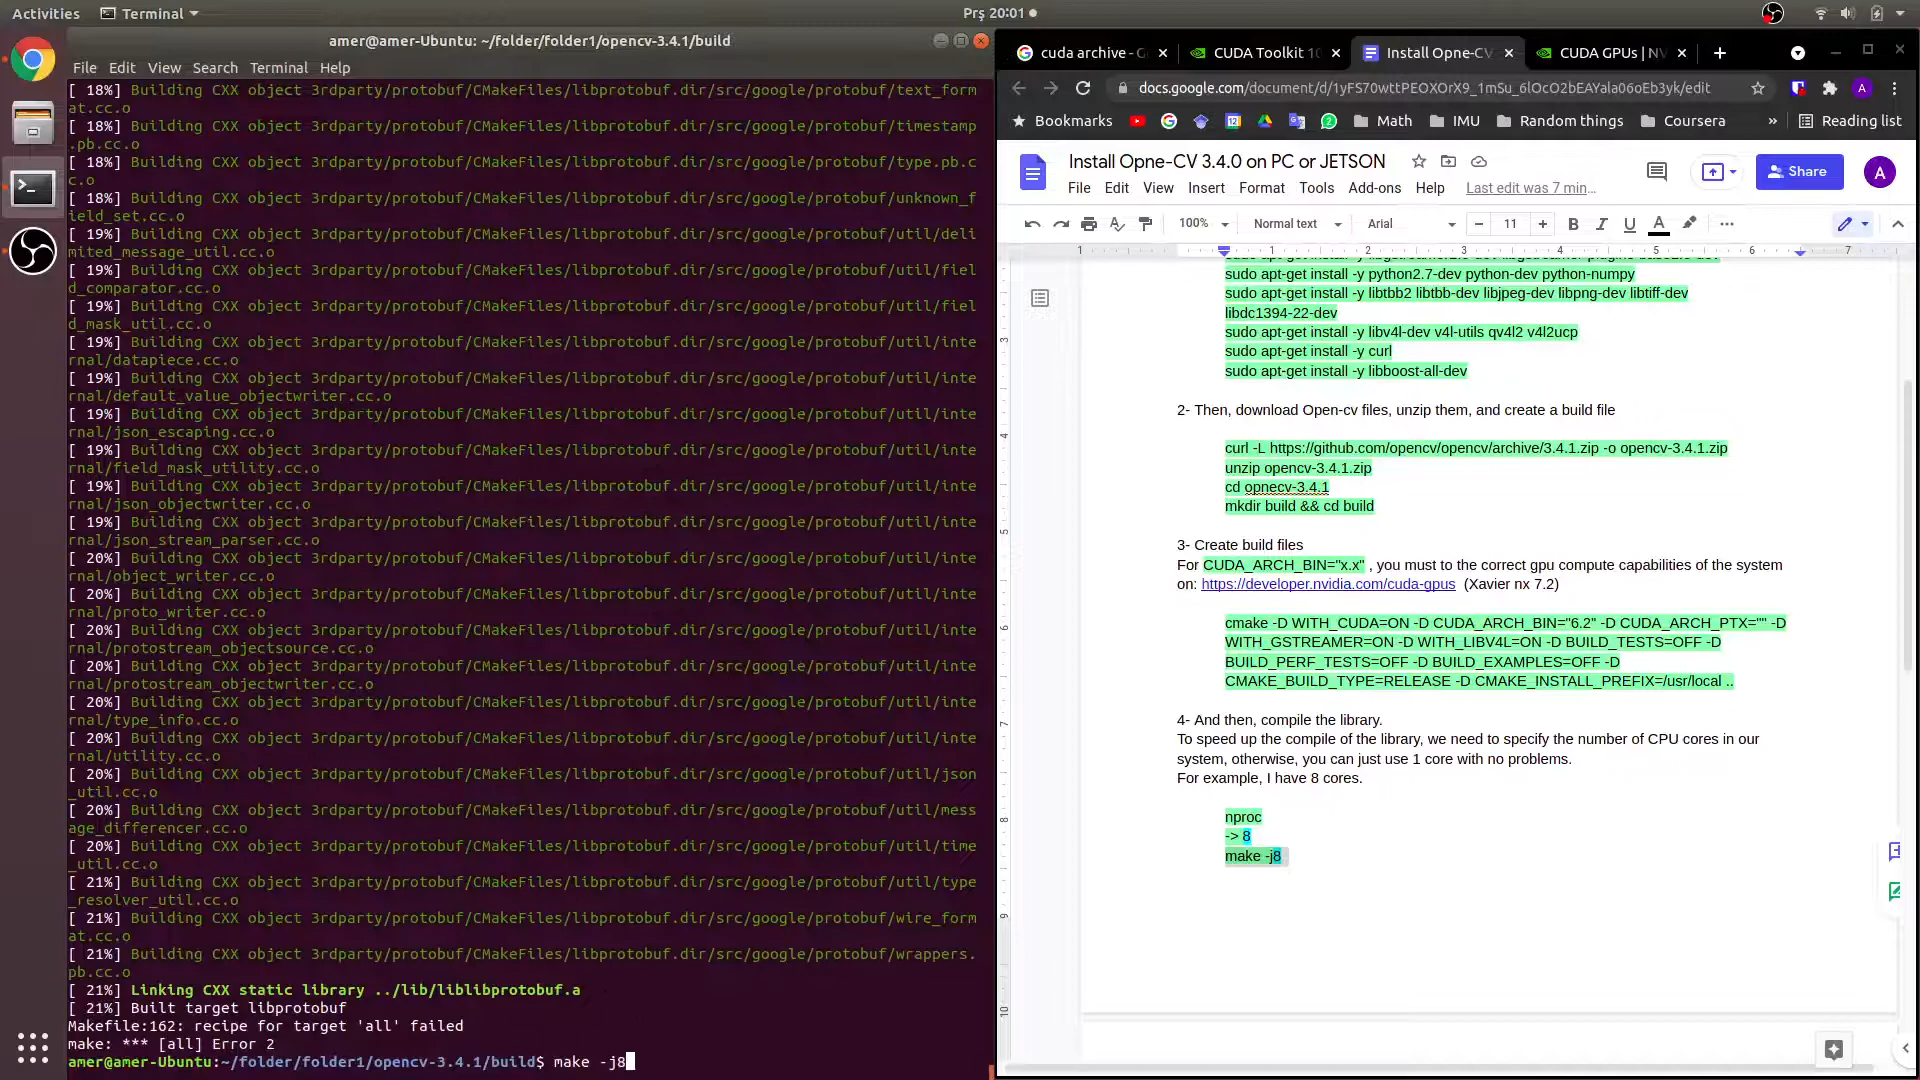 Activities
Terminal
Prş 20:01
amer@amer-Ubuntu: ~/folder/folder1/opencv-3.4.1/build
File Edit View Search Terminal Help
[ 18%] Building CXX object 3rdparty/protobuf/CMakeFiles/libprotobuf.dir/src/google/protobuf/text_form
at.cc.o
[ 18%] Building CXX object 3rdparty/protobuf/CMakeFiles/libprotobuf.dir/src/google/protobuf/timestamp
.pb.cc.o
[ 18%] Building CXX object 3rdparty/protobuf/CMakeFiles/libprotobuf.dir/src/google/protobuf/type.pb.c
c.o
[ 18%] Building CXX object 3rdparty/protobuf/CMakeFiles/libprotobuf.dir/src/google/protobuf/unknown_f
ield_set.cc.o
[ 19%] Building CXX object 3rdparty/protobuf/CMakeFiles/libprotobuf.dir/src/google/protobuf/util/deli
mited_message_util.cc.o
[ 19%] Building CXX object 3rdparty/protobuf/CMakeFiles/libprotobuf.dir/src/google/protobuf/util/fiel
d_comparator.cc.o
[ 19%] Building CXX object 3rdparty/protobuf/CMakeFiles/libprotobuf.dir/src/google/protobuf/util/fiel
d_mask_util.cc.o
[ 19%] Building CXX object 3rdparty/protobuf/CMakeFiles/libprotobuf.dir/src/google/protobuf/util/inte
rnal/datapiece.cc.o
[ 19%] Building CXX object 3rdparty/protobuf/CMakeFiles/libprotobuf.dir/src/google/protobuf/util/inte
rnal/default_value_objectwriter.cc.o
[ 19%] Building CXX object 3rdparty/protobuf/CMakeFiles/libprotobuf.dir/src/google/protobuf/util/inte
rnal/json_escaping.cc.o
[ 19%] Building CXX object 3rdparty/protobuf/CMakeFiles/libprotobuf.dir/src/google/protobuf/util/inte
rnal/field_mask_utility.cc.o
[ 19%] Building CXX object 3rdparty/protobuf/CMakeFiles/libprotobuf.dir/src/google/protobuf/util/inte
rnal/json_objectwriter.cc.o
[ 19%] Building CXX object 3rdparty/protobuf/CMakeFiles/libprotobuf.dir/src/google/protobuf/util/inte
rnal/json_stream_parser.cc.o
[ 20%] Building CXX object 3rdparty/protobuf/CMakeFiles/libprotobuf.dir/src/google/protobuf/util/inte
rnal/object_writer.cc.o
[ 20%] Building CXX object 3rdparty/protobuf/CMakeFiles/libprotobuf.dir/src/google/protobuf/util/inte
rnal/proto_writer.cc.o
[ 20%] Building CXX object 3rdparty/protobuf/CMakeFiles/libprotobuf.dir/src/google/protobuf/util/inte
rnal/protostream_objectsource.cc.o
[ 20%] Building CXX object 3rdparty/protobuf/CMakeFiles/libprotobuf.dir/src/google/protobuf/util/inte
rnal/protostream_objectwriter.cc.o
[ 20%] Building CXX object 3rdparty/protobuf/CMakeFiles/libprotobuf.dir/src/google/protobuf/util/inte
rnal/type_info.cc.o
[ 20%] Building CXX object 3rdparty/protobuf/CMakeFiles/libprotobuf.dir/src/google/protobuf/util/inte
rnal/utility.cc.o
[ 20%] Building CXX object 3rdparty/protobuf/CMakeFiles/libprotobuf.dir/src/google/protobuf/util/json
_util.cc.o
[ 20%] Building CXX object 3rdparty/protobuf/CMakeFiles/libprotobuf.dir/src/google/protobuf/util/mess
age_differencer.cc.o
[ 20%] Building CXX object 3rdparty/protobuf/CMakeFiles/libprotobuf.dir/src/google/protobuf/util/time
_util.cc.o
[ 21%] Building CXX object 3rdparty/protobuf/CMakeFiles/libprotobuf.dir/src/google/protobuf/util/type
_resolver_util.cc.o
[ 21%] Building CXX object 3rdparty/protobuf/CMakeFiles/libprotobuf.dir/src/google/protobuf/wire_form
at.cc.o
[ 21%] Building CXX object 3rdparty/protobuf/CMakeFiles/libprotobuf.dir/src/google/protobuf/wrappers.
pb.cc.o
[ 21%] Linking CXX static library ../lib/liblibprotobuf.a
[ 21%] Built target libprotobuf
Makefile:162: recipe for target 'all' failed
make: *** [all] Error 2
amer@amer-Ubuntu:~/folder/folder1/opencv-3.4.1/build$ make -j8
cuda archive - G
CUDA Toolkit 10
Install Opne-CV
CUDA GPUs | NV
docs.google.com/document/d/1yFS70wttPEOXOrX9_1mSu_6lOcO2bEAYala06oEb3yk/edit
Bookmarks
Math
IMU
Random things
Coursera
»
Reading list
Install Opne-CV 3.4.0 on PC or JETSON
File Edit View Insert Format Tools Add-ons Help Last edit was 7 min...
Share
A
100% Normal text Arial 11 B I U A
1 1 2 3 4 5 6 7
sudo apt-get install -y python2.7-dev python-dev python-numpy
sudo apt-get install -y libtbb2 libtbb-dev libjpeg-dev libpng-dev libtiff-dev
libdc1394-22-dev
sudo apt-get install -y libv4l-dev v4l-utils qv4l2 v4l2ucp
sudo apt-get install -y curl
sudo apt-get install -y libboost-all-dev
2- Then, download Open-cv files, unzip them, and create a build file
curl -L https://github.com/opencv/opencv/archive/3.4.1.zip -o opencv-3.4.1.zip
unzip opencv-3.4.1.zip
cd opnecv-3.4.1
mkdir build && cd build
3- Create build files
For CUDA_ARCH_BIN="x.x" , you must to the correct gpu compute capabilities of the system
on: https://developer.nvidia.com/cuda-gpus (Xavier nx 7.2)
cmake -D WITH_CUDA=ON -D CUDA_ARCH_BIN="6.2" -D CUDA_ARCH_PTX="" -D
WITH_GSTREAMER=ON -D WITH_LIBV4L=ON -D BUILD_TESTS=OFF -D
BUILD_PERF_TESTS=OFF -D BUILD_EXAMPLES=OFF -D
CMAKE_BUILD_TYPE=RELEASE -D CMAKE_INSTALL_PREFIX=/usr/local ..
4- And then, compile the library.
To speed up the compile of the library, we need to specify the number of CPU cores in our
system, otherwise, you can just use 1 core with no problems.
For example, I have 8 cores.
nproc
-> 8
make -j8